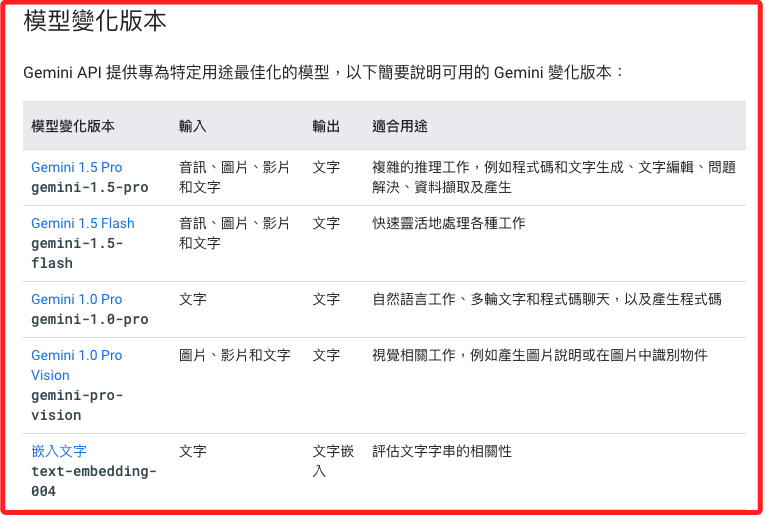 模型變化版本
Gemini API 提供專為特定用途最佳化的模型，以下簡要說明可用的 Gemini 變化版本：
模型變化版本 輸入 輸出 適合用途
Gemini 1.5 Pro 音訊、圖片、影片 文字 複雜的推理工作，例如程式碼和文字生成、文字編輯、問題
gemini-1.5-pro 和文字 解決、資料擷取及產生
Gemini 1.5 Flash 音訊、圖片、影片 文字 快速靈活地處理各種工作
gemini-1.5- 和文字
flash
Gemini 1.0 Pro 文字 文字 自然語言工作、多輪文字和程式碼聊天，以及產生程式碼
gemini-1.0-pro
Gemini 1.0 Pro 圖片、影片和文字 文字 視覺相關工作，例如產生圖片說明或在圖片中識別物件
Vision
gemini-pro-
vision
嵌入文字 文字 文字嵌 評估文字字串的相關性
text-embedding- 入
004